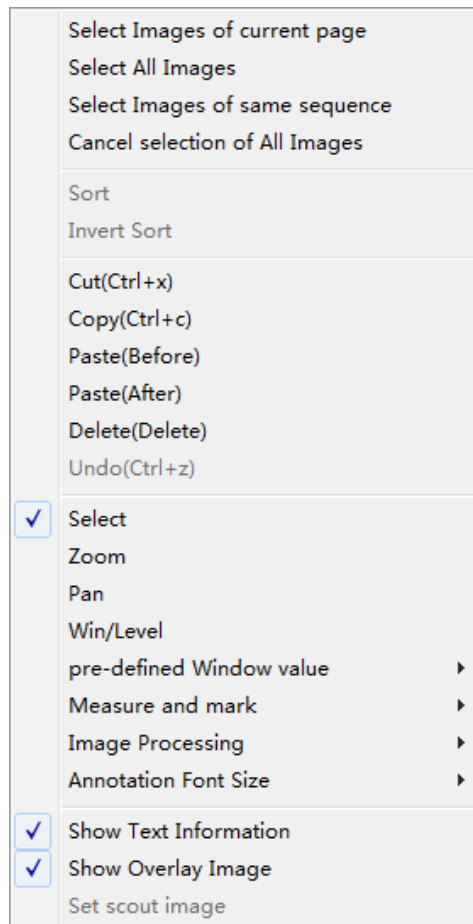 Select Images of current page
Select All Images
Select Images of same sequence
Cancel selection of All Images
Sort
Invert Sort
Cut(Ctrl+x)
Copy(Ctrl+c)
Paste(Before)
Paste(After)
Delete(Delete)
Undo(Ctrl+z)
Select
Zoom
Pan
Win/Level
pre-defined Window value
Measure and mark
Image Processing
Annotation Font Size
Show Text Information
Show Overlay Image
Set scout image